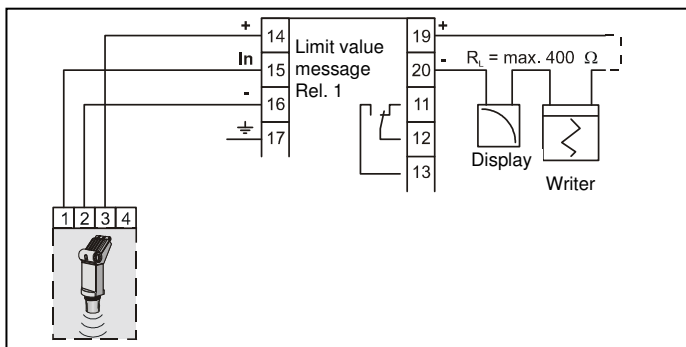 + 14 Limit value 19 +
In 15 message 20 - R_L = max. 400 Ω
- 16 Rel. 1 11
17 12
13
Display
Writer
1 2 3 4